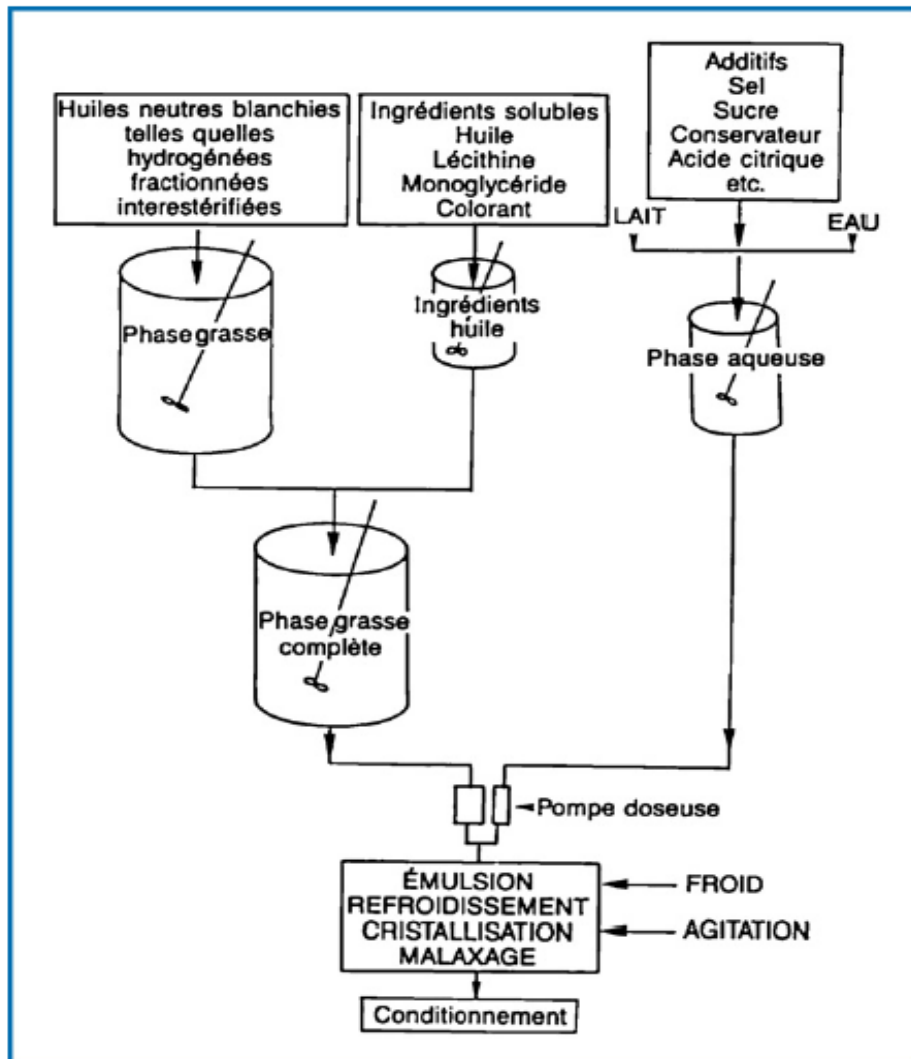 Huiles neutres blanchies
telles quelles
hydrogénées
fractionnées
interestérifiées
Ingrédients solubles
Huile
Lécithine
Monoglycéride
Colorant
Additifs
Sel
Sucre
Conservateur
Acide citrique
etc.
LAIT
EAU
Phase grasse
Ingrédients
huile
Phase aqueuse
Phase grasse
complète
Pompe doseuse
ÉMULSION
REFROIDISSEMENT
CRISTALLISATION
MALAXAGE
FROID
AGITATION
Conditionnement